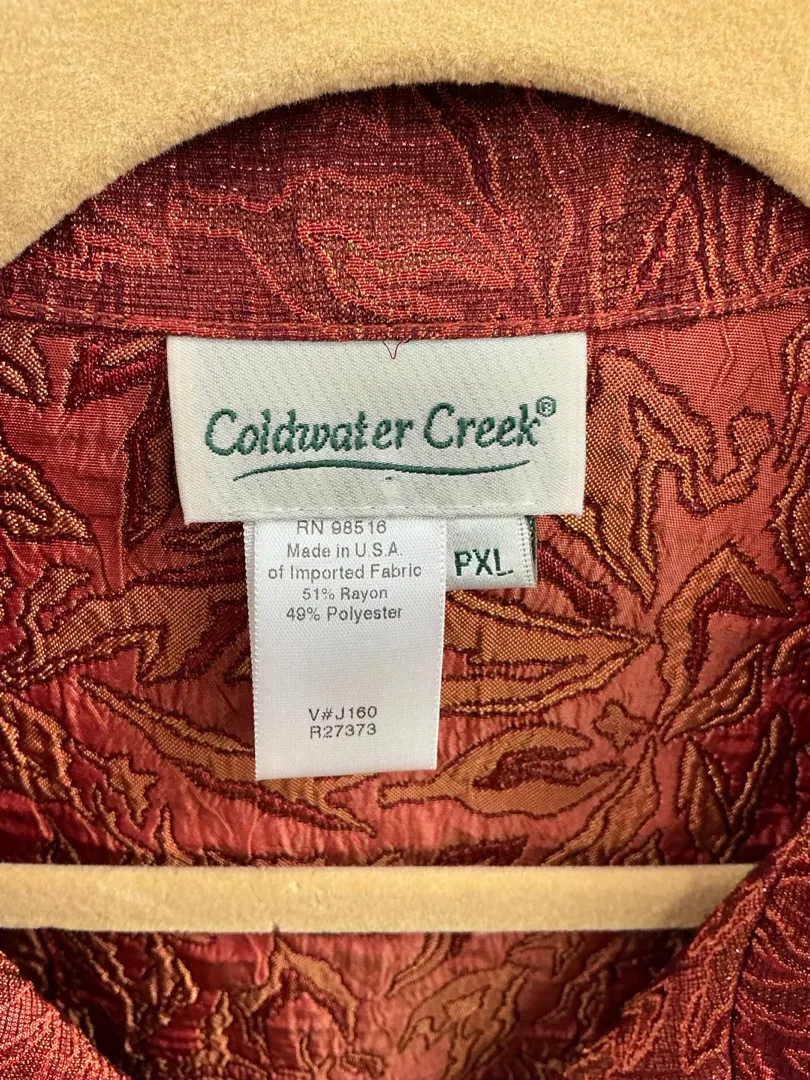 Coldwater Creek®
RN 98516
Made in U.S.A.
of Imported Fabric
51% Rayon
49% Polyester
V#J160
R27373
PXL